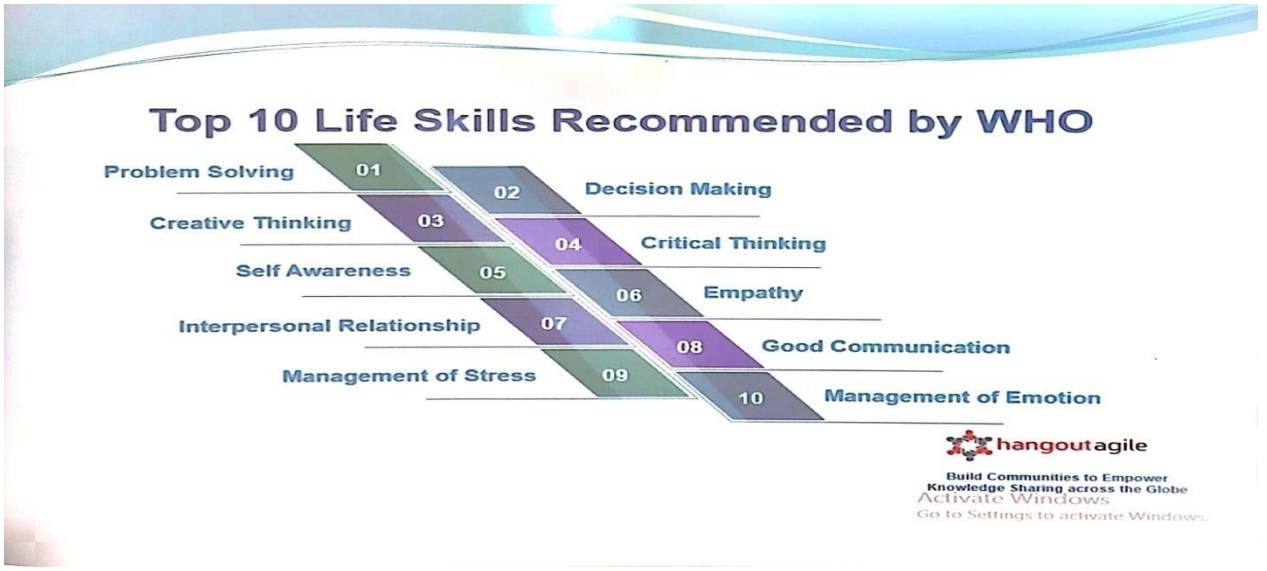 Top 10 Life Skills Recommended by WHO
Problem Solving
01
02
Decision Making
Creative Thinking
03
04
Critical Thinking
Self Awareness
05
06
Empathy
Interpersonal Relationship
07
08
Good Communication
Management of Stress
09
10
Management of Emotion
hangoutagile
Build Communities to Empower
Knowledge Sharing across the Globe
Activate Windows
Go to Settings to activate Windows.